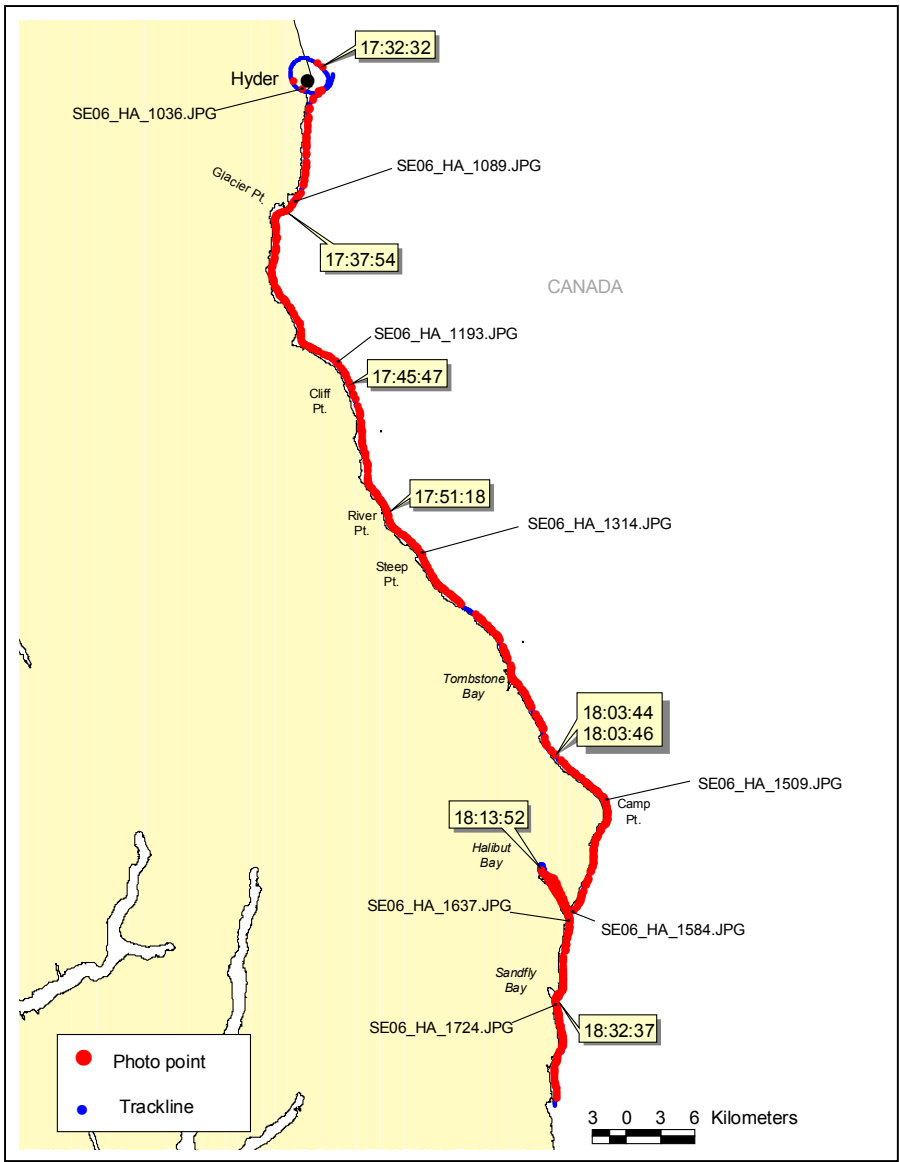 17:32:32
Hyder
SE06_HA_1036.JPG
SE06_HA_1089.JPG
Glacier Pt.
17:37:54
CANADA
SE06_HA_1193.JPG
17:45:47
Cliff
Pt.
17:51:18
River
Pt.
SE06_HA_1314.JPG
Steep
Pt.
Tombstone
Bay
18:03:44
18:03:46
SE06_HA_1509.JPG
Camp
Pt.
18:13:52
Halibut
Bay
SE06_HA_1637.JPG
SE06_HA_1584.JPG
Sandfly
Bay
SE06_HA_1724.JPG
18:32:37
Photo point
Trackline
3 0 3 6 Kilometers